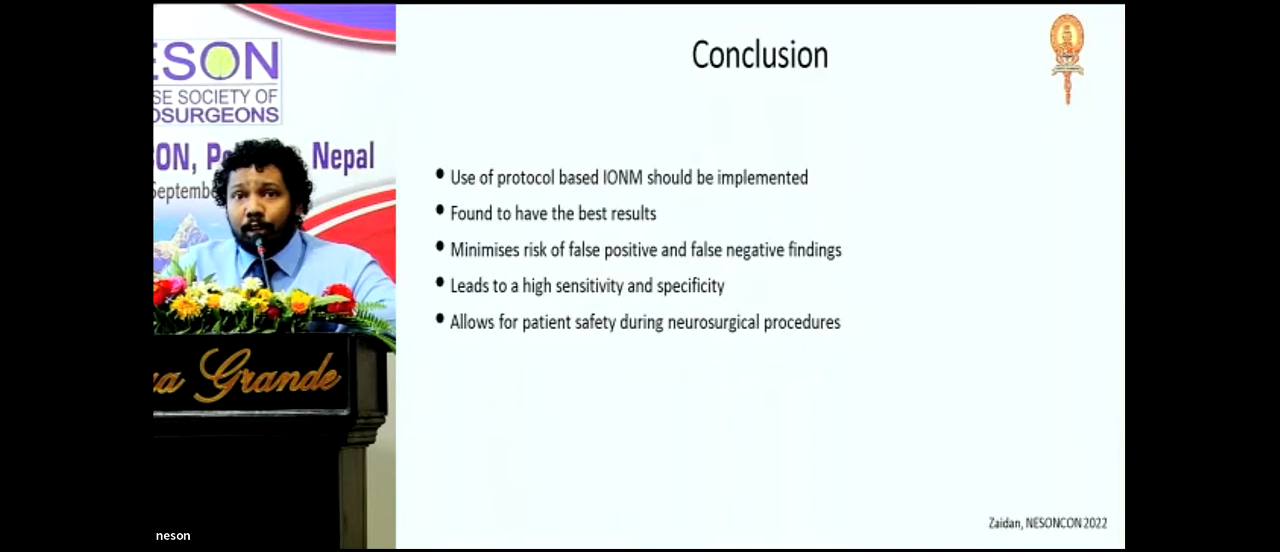 ESON
SE SOCIETY OF
OSURGEONS
ON, P Nepal
Septembe
a Grande
neson
Conclusion
• Use of protocol based IONM should be implemented
• Found to have the best results
• Minimises risk of false positive and false negative findings
• Leads to a high sensitivity and specificity
• Allows for patient safety during neurosurgical procedures
Zaidan, NESONCON 2022